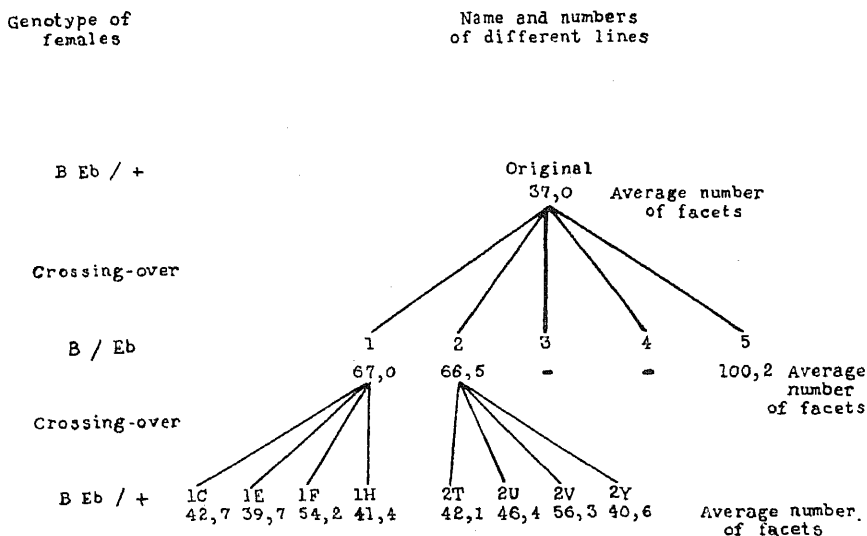 Genotype of females
Name and numbers of different lines
B Eb / +
Original
37,0 Average number of facets
Crossing-over
B / Eb
1 2 3 4 5
67,0 66,5 - - 100,2 Average number of facets
Crossing-over
B Eb / +
1C 1E 1F 1H 2T 2U 2V 2Y
42,7 39,7 54,2 41,4 42,1 46,4 56,3 40,6 Average number of facets